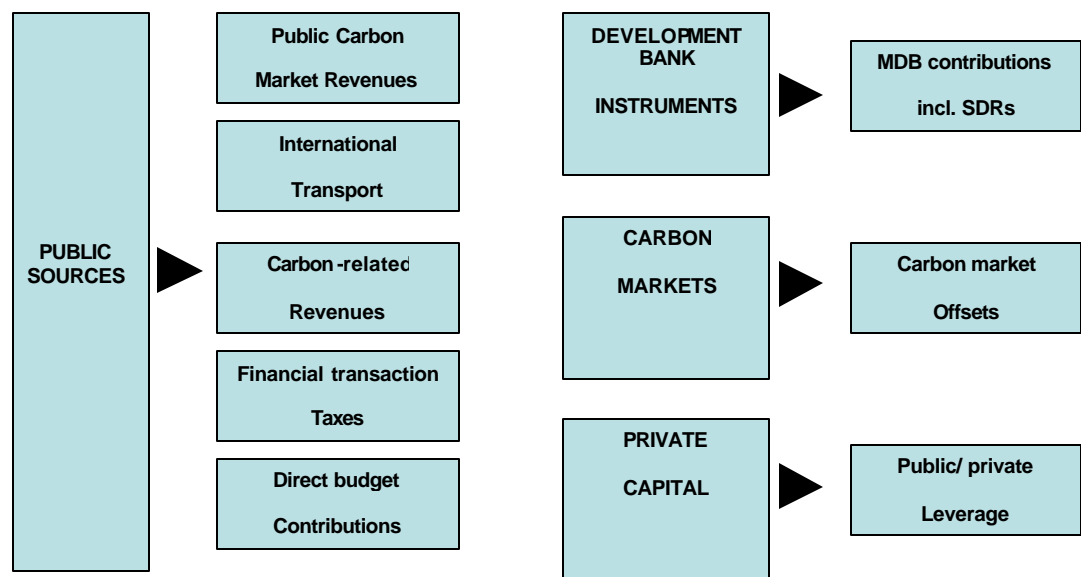 PUBLIC
SOURCES
Public Carbon
Market Revenues
International
Transport
Carbon-related
Revenues
Financial transaction
Taxes
Direct budget
Contributions
DEVELOPMENT
BANK
INSTRUMENTS
MDB contributions
incl. SDRs
CARBON
MARKETS
Carbon market
Offsets
PRIVATE
CAPITAL
Public/ private
Leverage